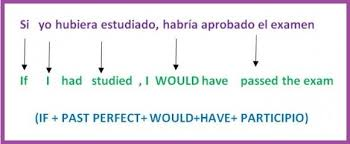 Si yo hubiera estudiado, habría aprobado el examen
If I had studied , I WOULD have passed the exam
(IF + PAST PERFECT+ WOULD+HAVE+ PARTICIPIO)